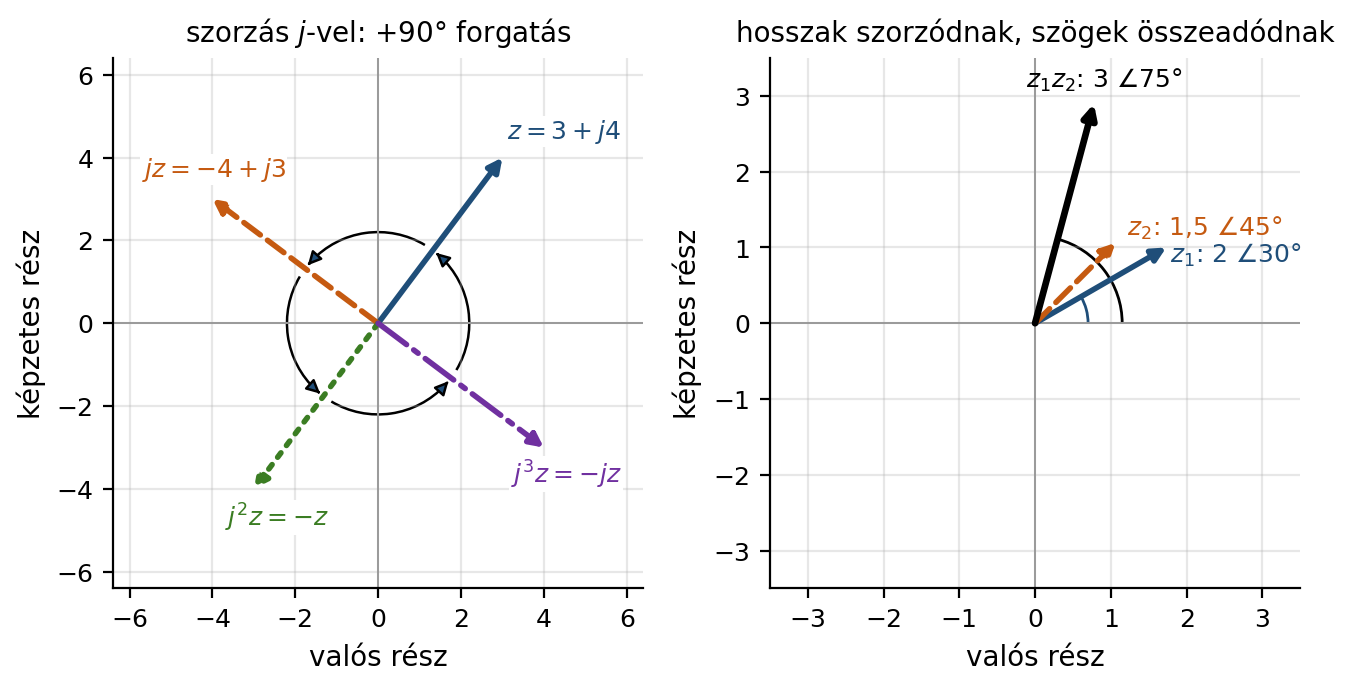 szorzás j-vel: +90° forgatás
6
4
2
0
−2
−4
−6
képzetes rész
z = 3 + j4
jz = −4 + j3
j²z = −z
j³z = −jz
−6 −4 −2 0 2 4 6
valós rész
hosszak szorzódnak, szögek összeadódnak
3
2
1
0
−1
−2
−3
képzetes rész
z₁z₂: 3 ∠75°
z₂: 1,5 ∠45°
z₁: 2 ∠30°
−3 −2 −1 0 1 2 3
valós rész